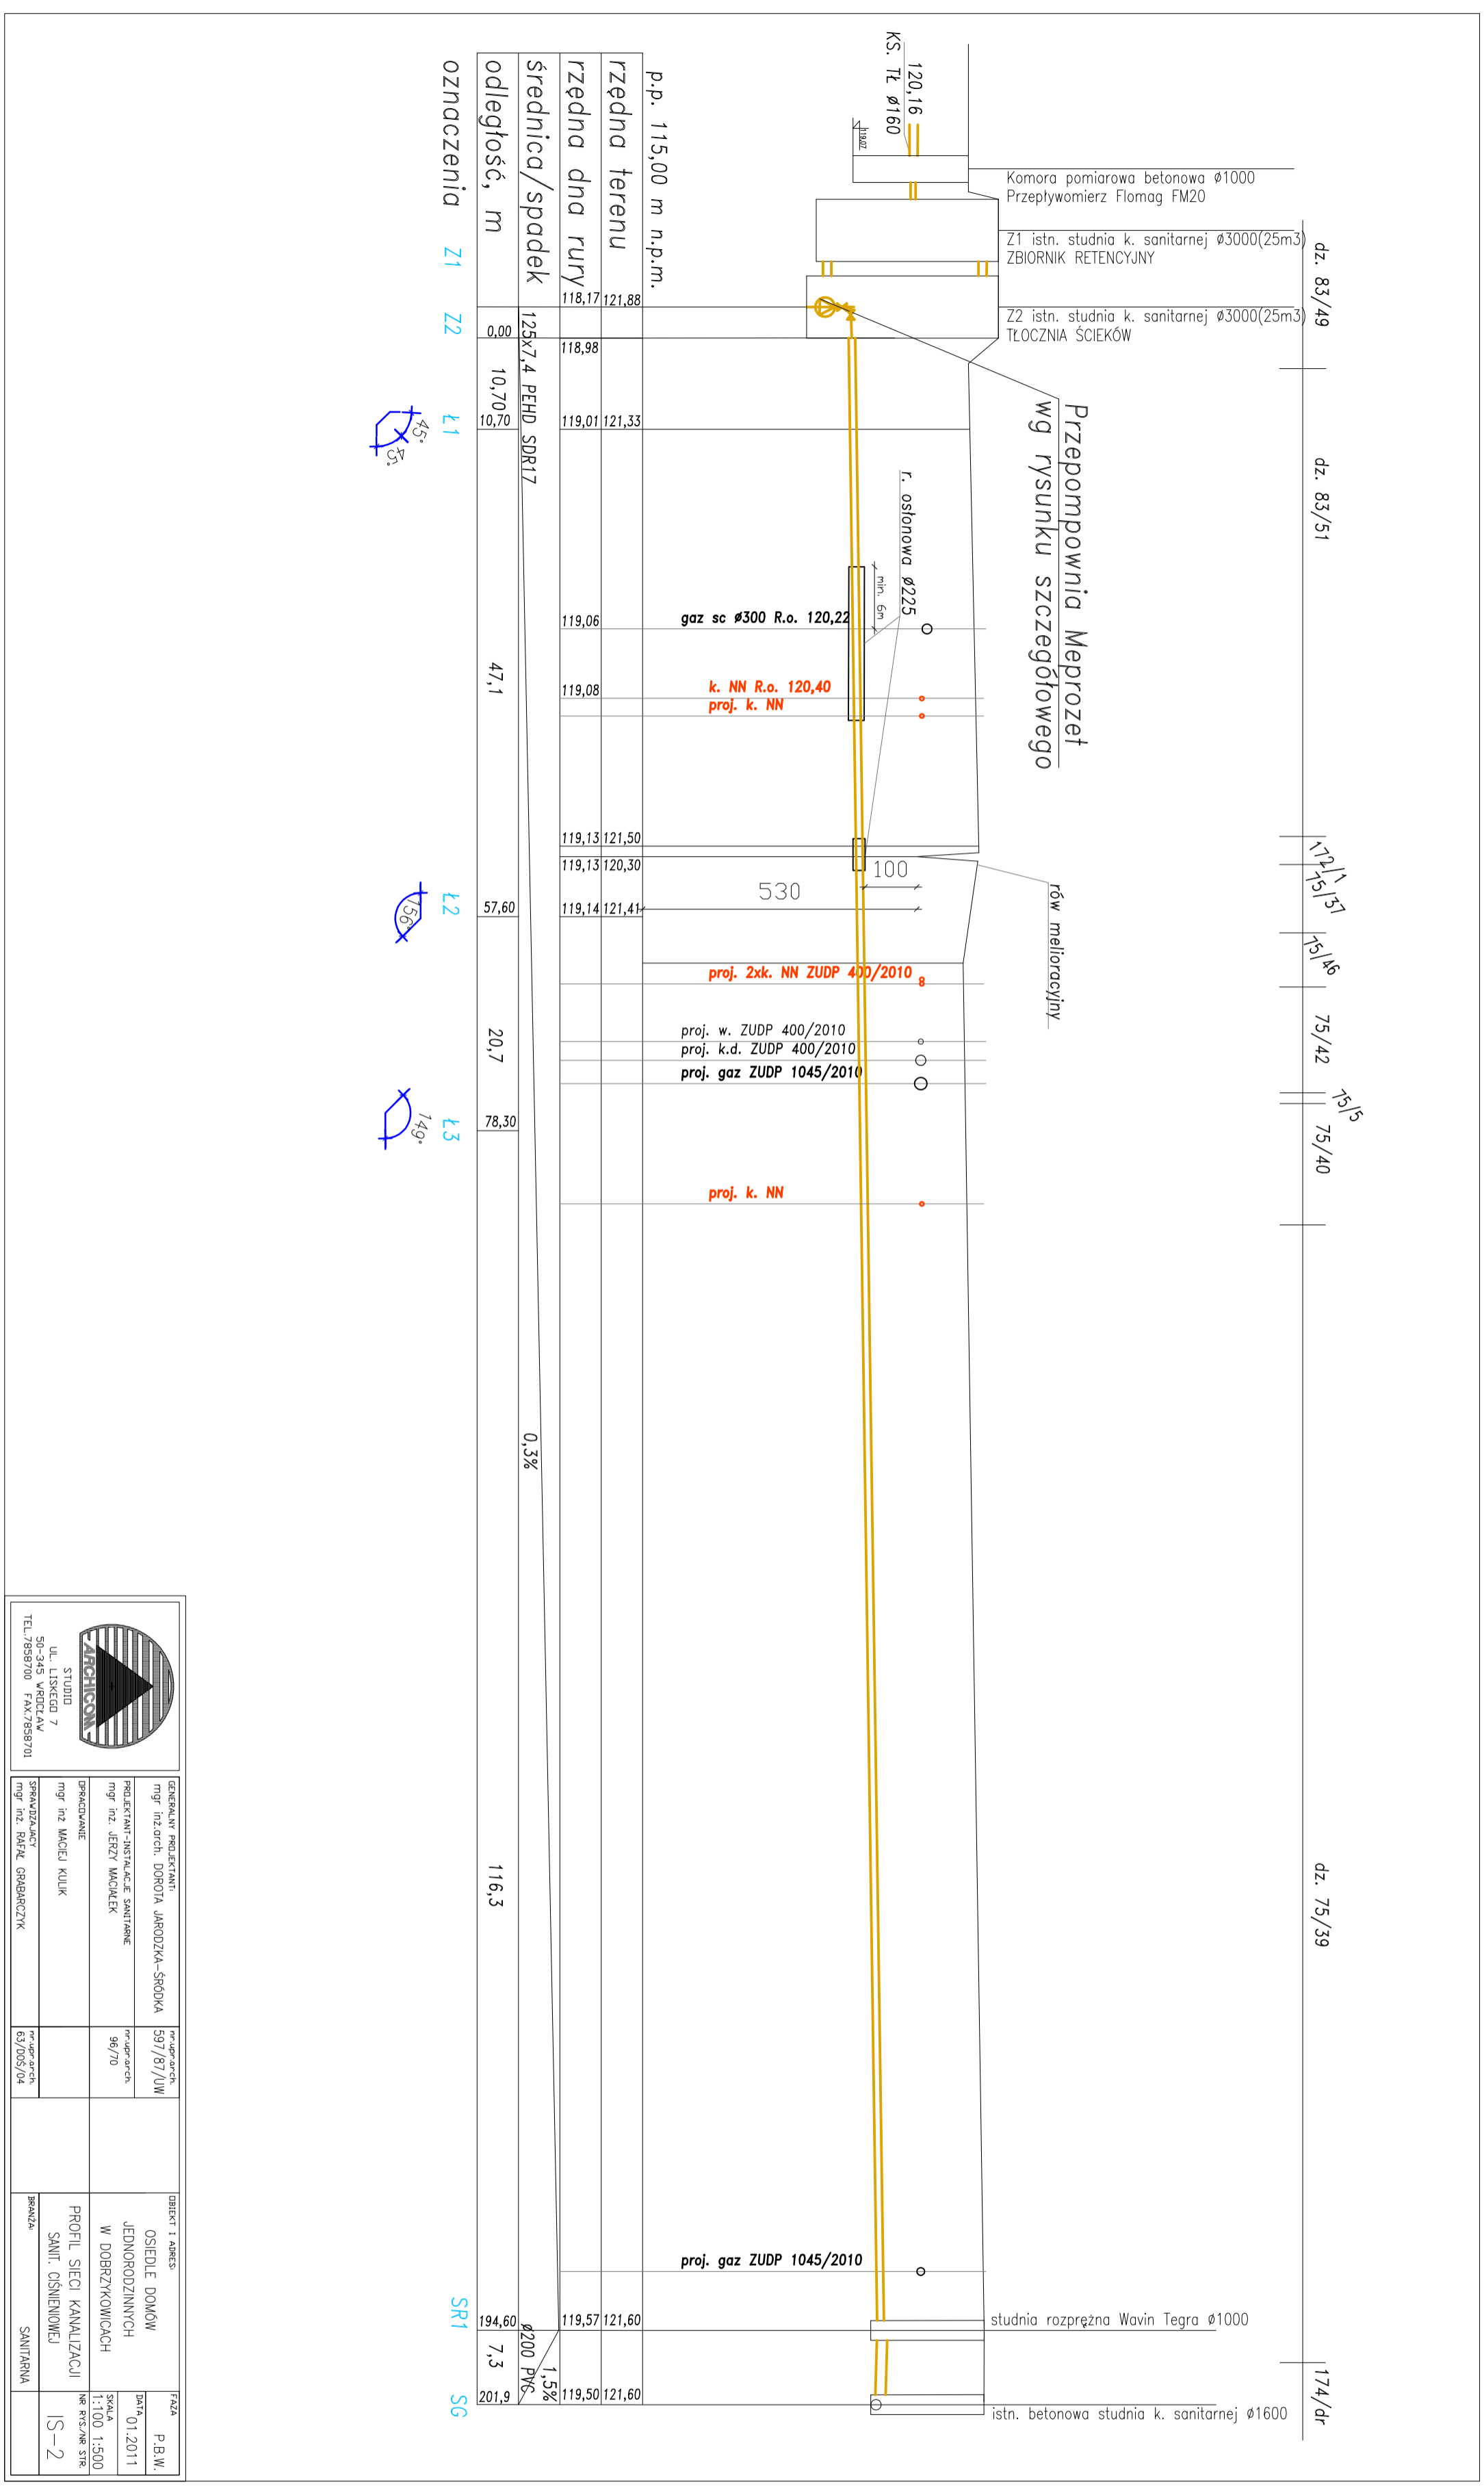 dz. 83/49
dz. 83/51
172/1
75/37
75/46
75/42
75/5
75/40
dz. 75/39
174/dr
Komora pomiarowa betonowa ø1000
Przepływomierz Flomag FM20
Z1 istn. studnia k. sanitarnej ø3000(25m3)
ZBIORNIK RETENCYJNY
Z2 istn. studnia k. sanitarnej ø3000(25m3)
TŁOCZNIA ŚCIEKÓW
Przepompownia Meprozet
wg rysunku szczegółowego
rów melioracyjny
studnia rozprężna Wavin Tegra ø1000
istn. betonowa studnia k. sanitarnej ø1600
120,16
KS. TŁ ø160
119,07
r. osłonowa ø225
min. 6m
100
530
gaz sc ø300 R.o. 120,22
k. NN R.o. 120,40
proj. k. NN
proj. 2xk. NN ZUDP 400/2010
proj. w. ZUDP 400/2010
proj. k.d. ZUDP 400/2010
proj. gaz ZUDP 1045/2010
proj. k. NN
proj. gaz ZUDP 1045/2010
p.p. 115,00 m n.p.m.
rzędna terenu
121,88
121,33
121,50
120,30
121,41
121,60
121,60
rzędna dna rury
118,17
118,98
119,01
119,06
119,08
119,13
119,13
119,14
119,57
119,50
średnica/spadek
125x7,4 PEHD SDR17
0,3%
ø200 PVC
1,5%
odległość, m
0,00
10,70
10,70
47,1
57,60
20,7
78,30
116,3
194,60
7,3
201,9
oznaczenia
Z1
Z2
Ł1
Ł2
Ł3
SR1
SG
45°
45°
156°
149°
ARCHICOM
STUDIO
UL. LISKEGO 7
50-345 WROCŁAW
TEL.7858700 FAX.7858701
GENERALNY PROJEKTANT:
mgr inż.arch. DOROTA JARODZKA-ŚRÓDKA
nr.upr.arch.
597/87/UW
PROJEKTANT-INSTALACJE SANITARNE
mgr inż. JERZY MACIAŁEK
nr.upr.arch.
96/70
OPRACOWANIE
mgr inż MACIEJ KULIK
SPRAWDZAJACY
mgr inż. RAFAŁ GRABARCZYK
nr.upr.arch.
63/DOŚ/04
OBIEKT I ADRES:
OSIEDLE DOMÓW
JEDNORODZINNYCH
W DOBRZYKOWICACH
PROFIL SIECI KANALIZACJI
SANIT. CIŚNIENIOWEJ
BRANŻA:
SANITARNA
FAZA
P.B.W.
DATA
01.2011
SKALA
1:100 1:500
NR RYS./NR STR.
IS-2